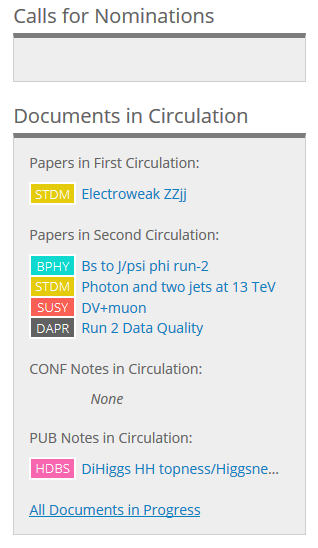 Calls for Nominations
Documents in Circulation
Papers in First Circulation:
STDM Electroweak ZZjj
Papers in Second Circulation:
BPHY Bs to J/psi phi run-2
STDM Photon and two jets at 13 TeV
SUSY DV+muon
DAPR Run 2 Data Quality
CONF Notes in Circulation:
None
PUB Notes in Circulation:
HDBS DiHiggs HH topness/Higgsne...
All Documents in Progress